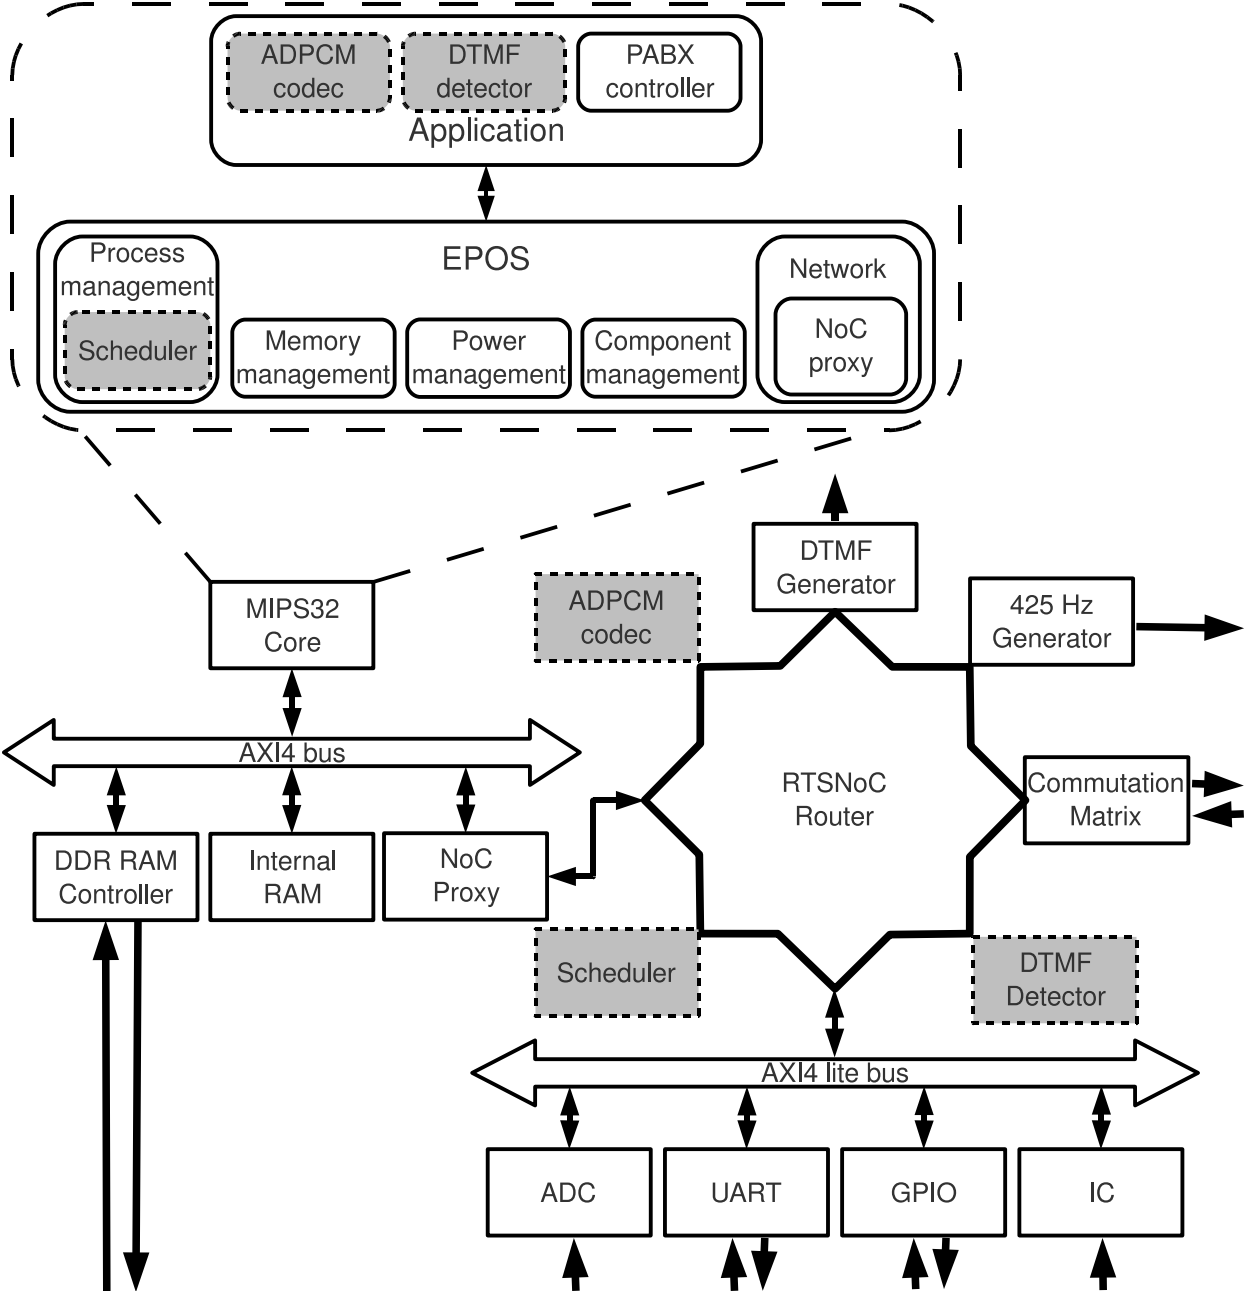 ADPCM
codec
DTMF
detector
PABX
controller
Application
EPOS
Process
management
Scheduler
Memory
management
Power
management
Component
management
Network
NoC
proxy
MIPS32
Core
AXI4 bus
DDR RAM
Controller
Internal
RAM
NoC
Proxy
DTMF
Generator
ADPCM
codec
425 Hz
Generator
RTSNoC
Router
Commutation
Matrix
Scheduler
DTMF
Detector
AXI4 lite bus
ADC
UART
GPIO
IC